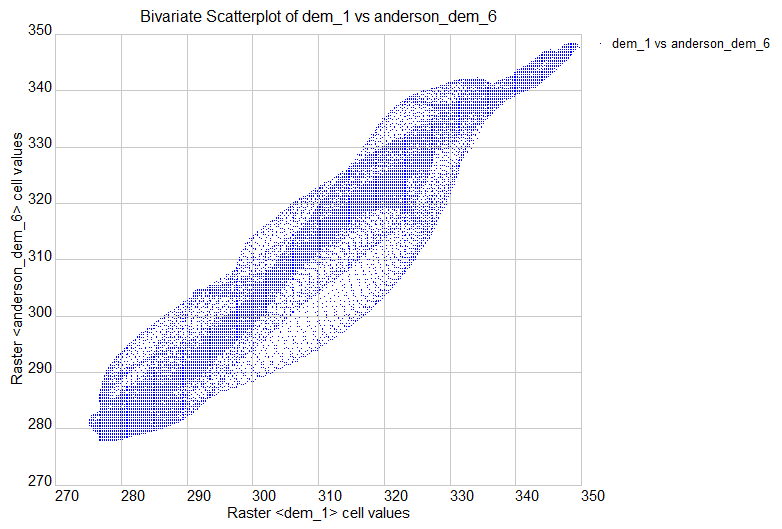 Bivariate Scatterplot of dem_1 vs anderson_dem_6
dem_1 vs anderson_dem_6
Raster <anderson_dem_6> cell values
350
340
330
320
310
300
290
280
270
270 280 290 300 310 320 330 340 350
Raster <dem_1> cell values